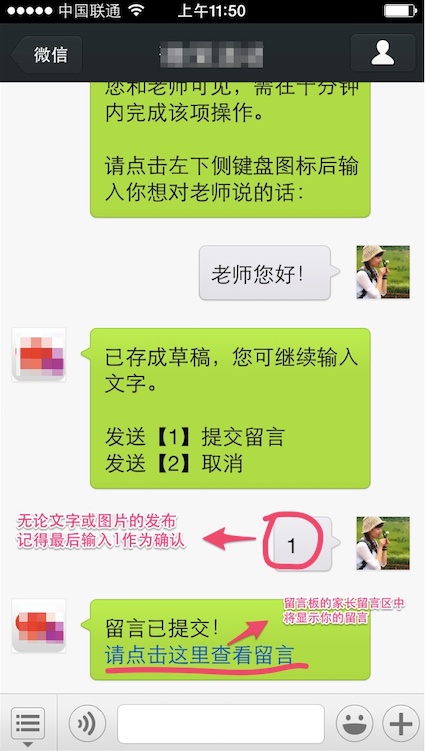 中国联通
上午11:50
微信
您和老师可见，需在十分钟
内完成该项操作。
请点击左下侧键盘图标后输
入你想对老师说的话：
老师您好！
已存成草稿，您可继续输入
文字。
发送【1】提交留言
发送【2】取消
无论文字或图片的发布
记得最后输入1作为确认
1
留言板的家长留言区中
将显示你的留言
留言已提交！
请点击这里查看留言